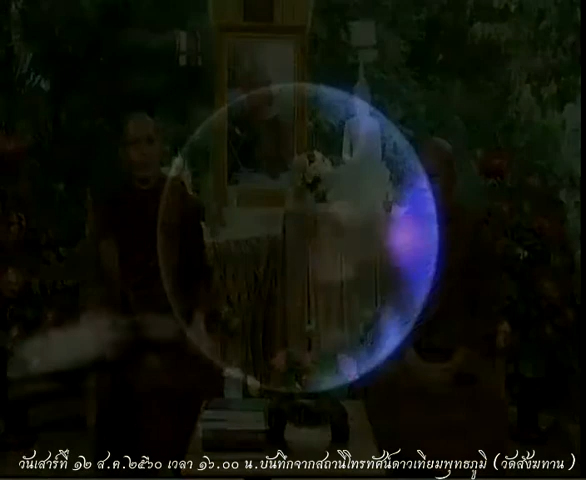 วันเสาร์ที่ ๑๒ ส.ค.๒๕๖๐ เวลา ๑๖.๐๐ น.บันทึกจากสถานีโทรทัศน์ดาวเทียมพุทธภูมิ (วัดสังฆทาน)